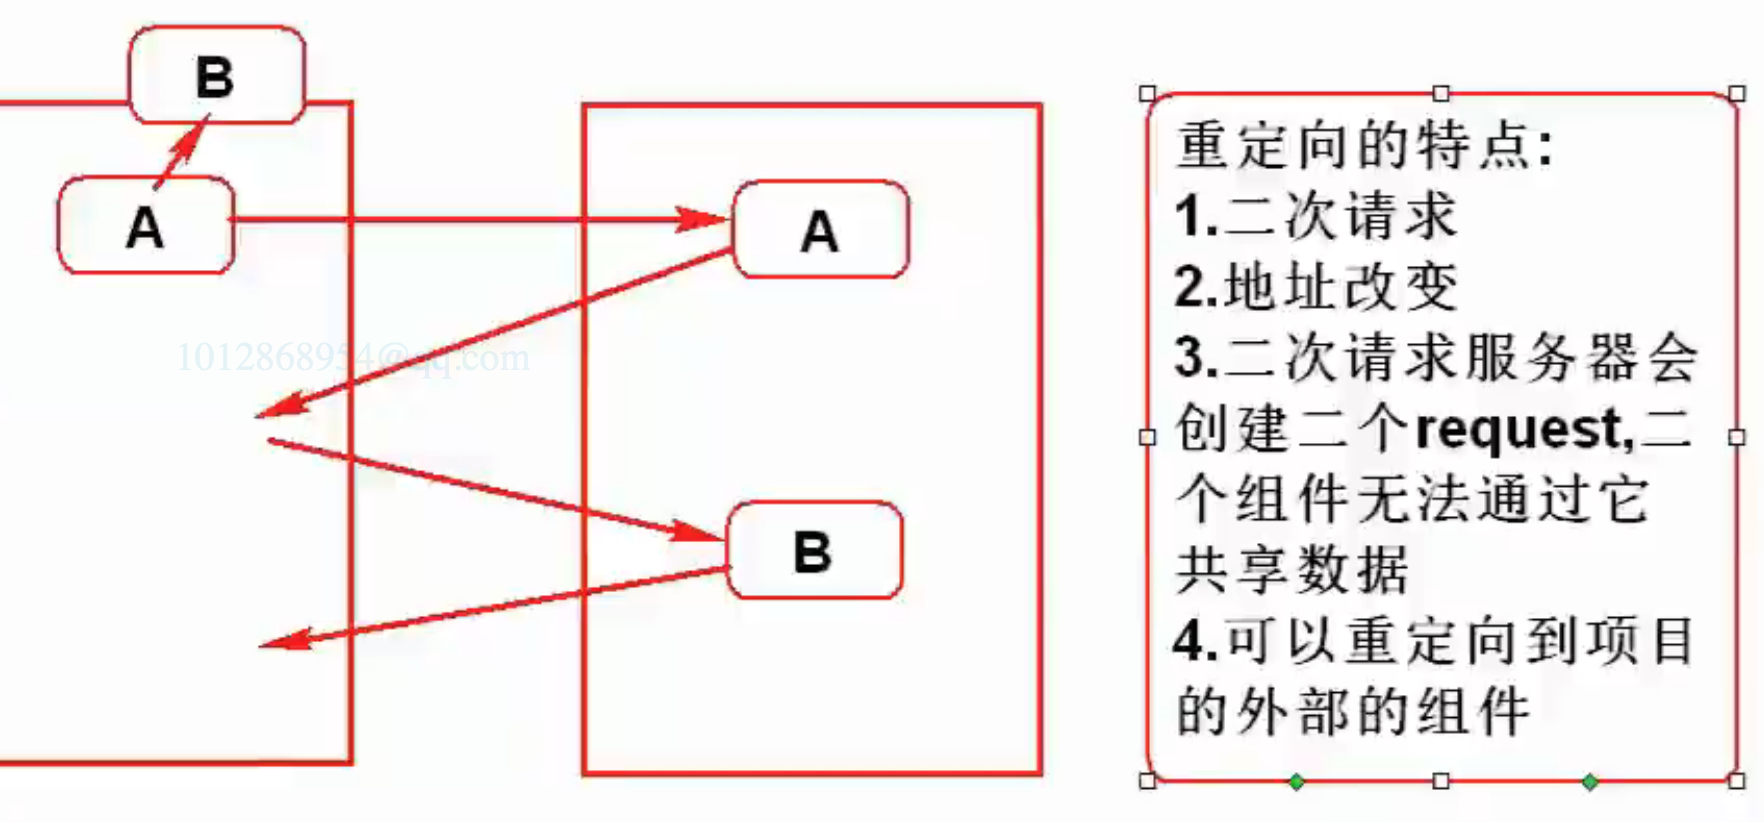 B
A
A
B
1012868954@qq.com
重定向的特点:
1.二次请求
2.地址改变
3.二次请求服务器会
创建二个request,二
个组件无法通过它
共享数据
4.可以重定向到项目
的外部的组件